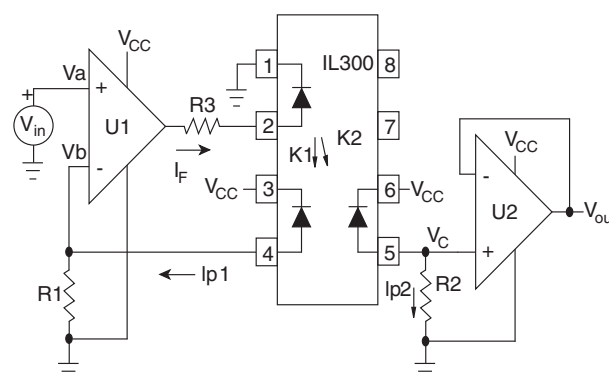 VCC
Va
+
+
Vin
U1
Vb
-
R3
IF
R1
Ip1
1
2
3
4
VCC
IL300
K1
K2
8
7
6
5
VCC
VC
Ip2
R2
-
+
VCC
U2
Vou